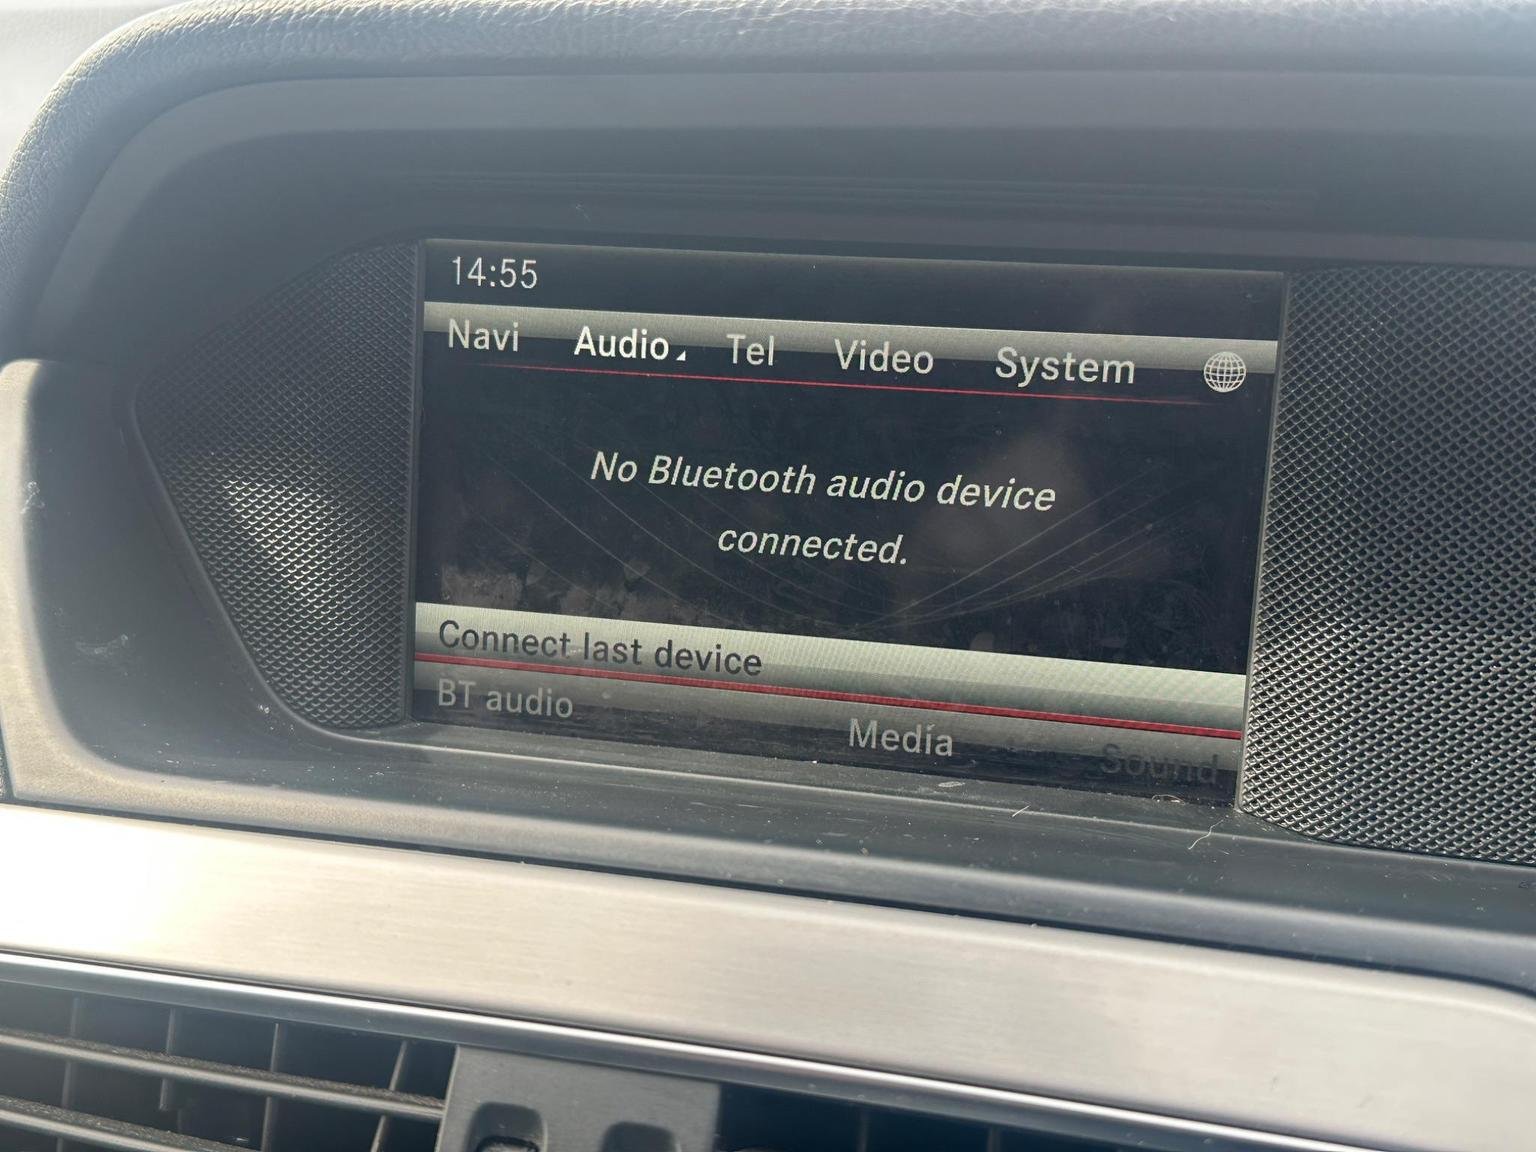 14:55
Navi Audio Tel Video System
No Bluetooth audio device
connected.
Connect last device
BT audio Media Sound